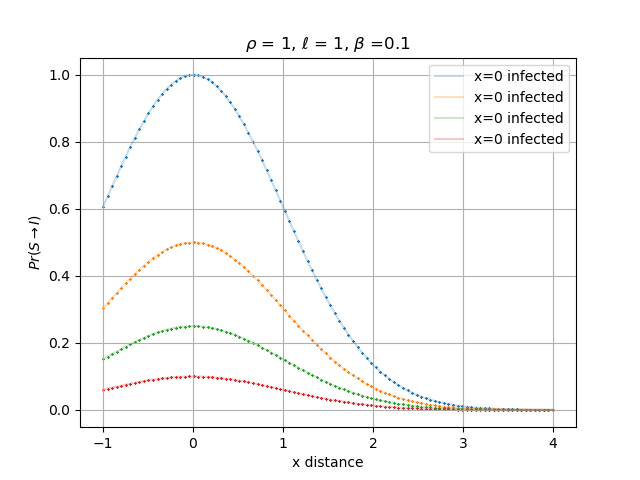 ρ = 1, ℓ = 1, β =0.1
x=0 infected
x=0 infected
x=0 infected
x=0 infected
Pr(S → I)
1.0
0.8
0.6
0.4
0.2
0.0
−1 0 1 2 3 4
x distance